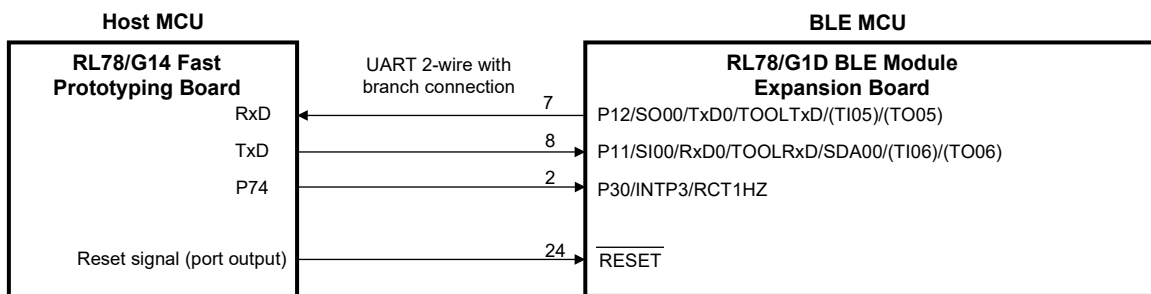 Host MCU
BLE MCU
RL78/G14 Fast
Prototyping Board
UART 2-wire with
branch connection
RL78/G1D BLE Module
Expansion Board
RxD
7
P12/SO00/TxD0/TOOLTxD/(TI05)/(TO05)
TxD
8
P11/SI00/RxD0/TOOLRxD/SDA00/(TI06)/(TO06)
P74
2
P30/INTP3/RCT1HZ
Reset signal (port output)
24
RESET